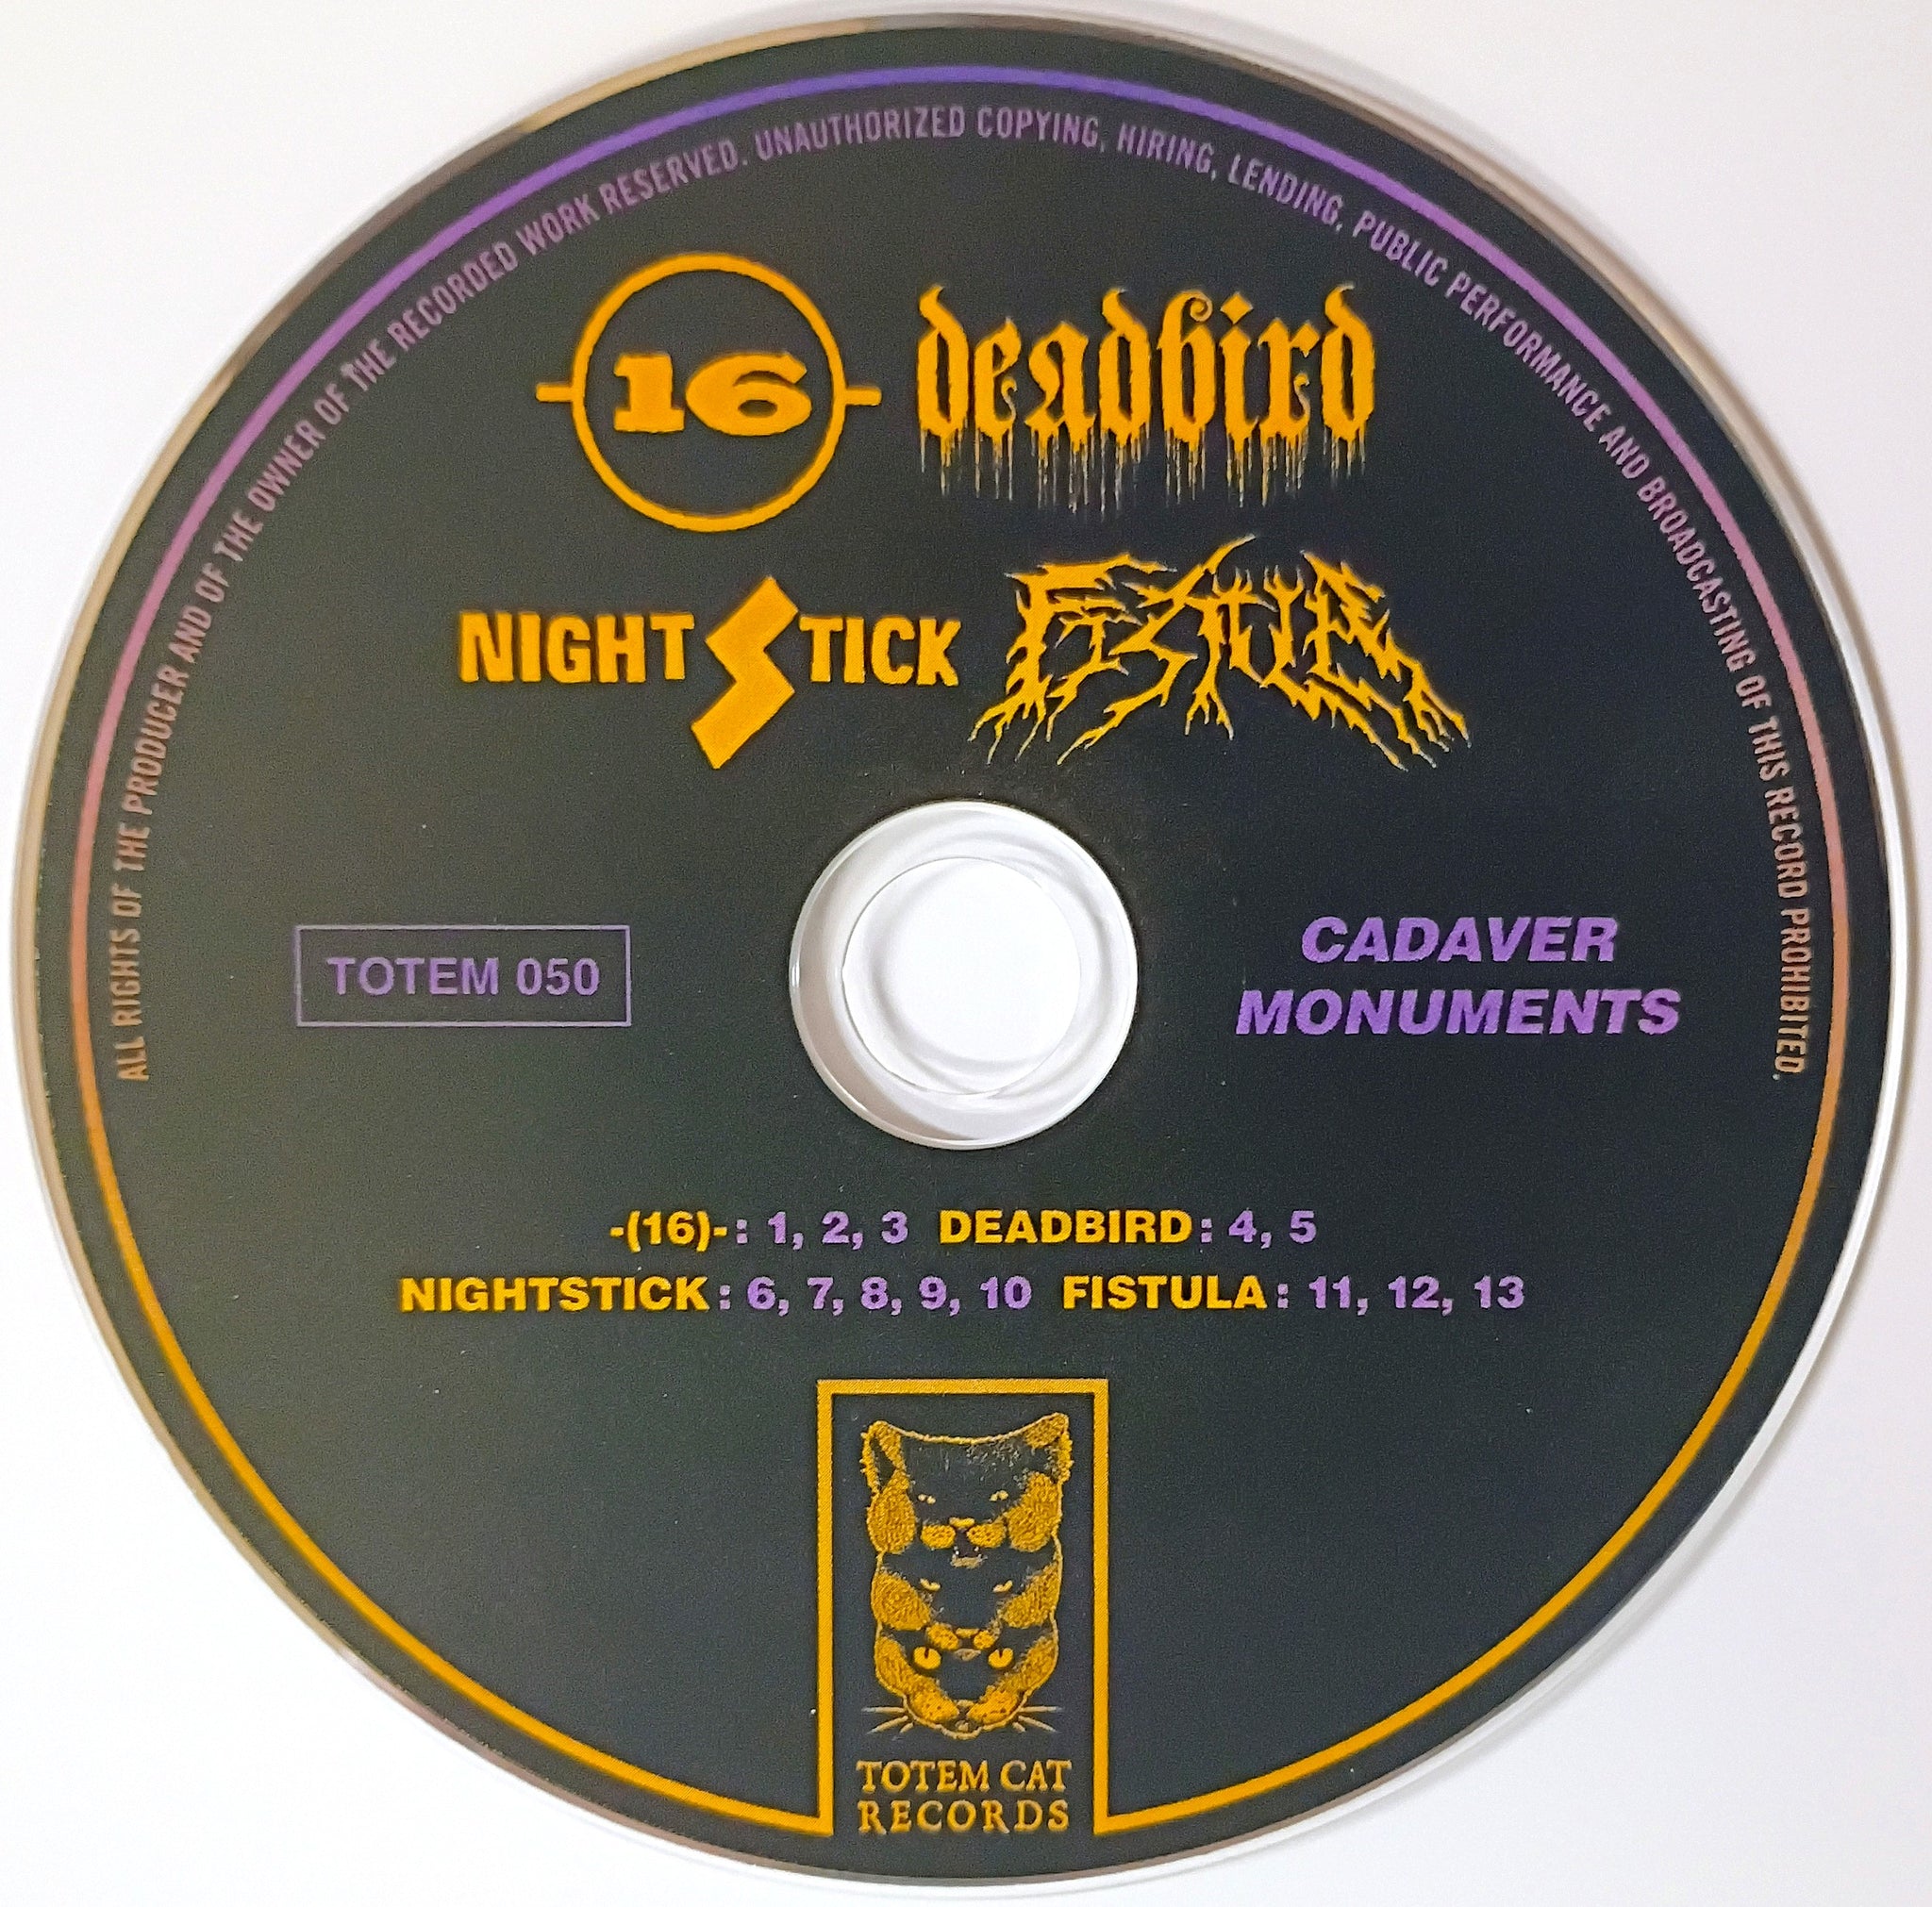 ALL RIGHTS OF THE PRODUCER AND OF THE OWNER OF THE RECORDED WORK RESERVED. UNAUTHORIZED COPYING, HIRING, LENDING, PUBLIC PERFORMANCE AND BROADCASTING OF THIS RECORD PROHIBITED.
-16- deadbird
NIGHTSTICK FISTULA
TOTEM 050
CADAVER
MONUMENTS
-(16)-: 1, 2, 3 DEADBIRD: 4, 5
NIGHTSTICK: 6, 7, 8, 9, 10 FISTULA: 11, 12, 13
TOTEM CAT
RECORDS